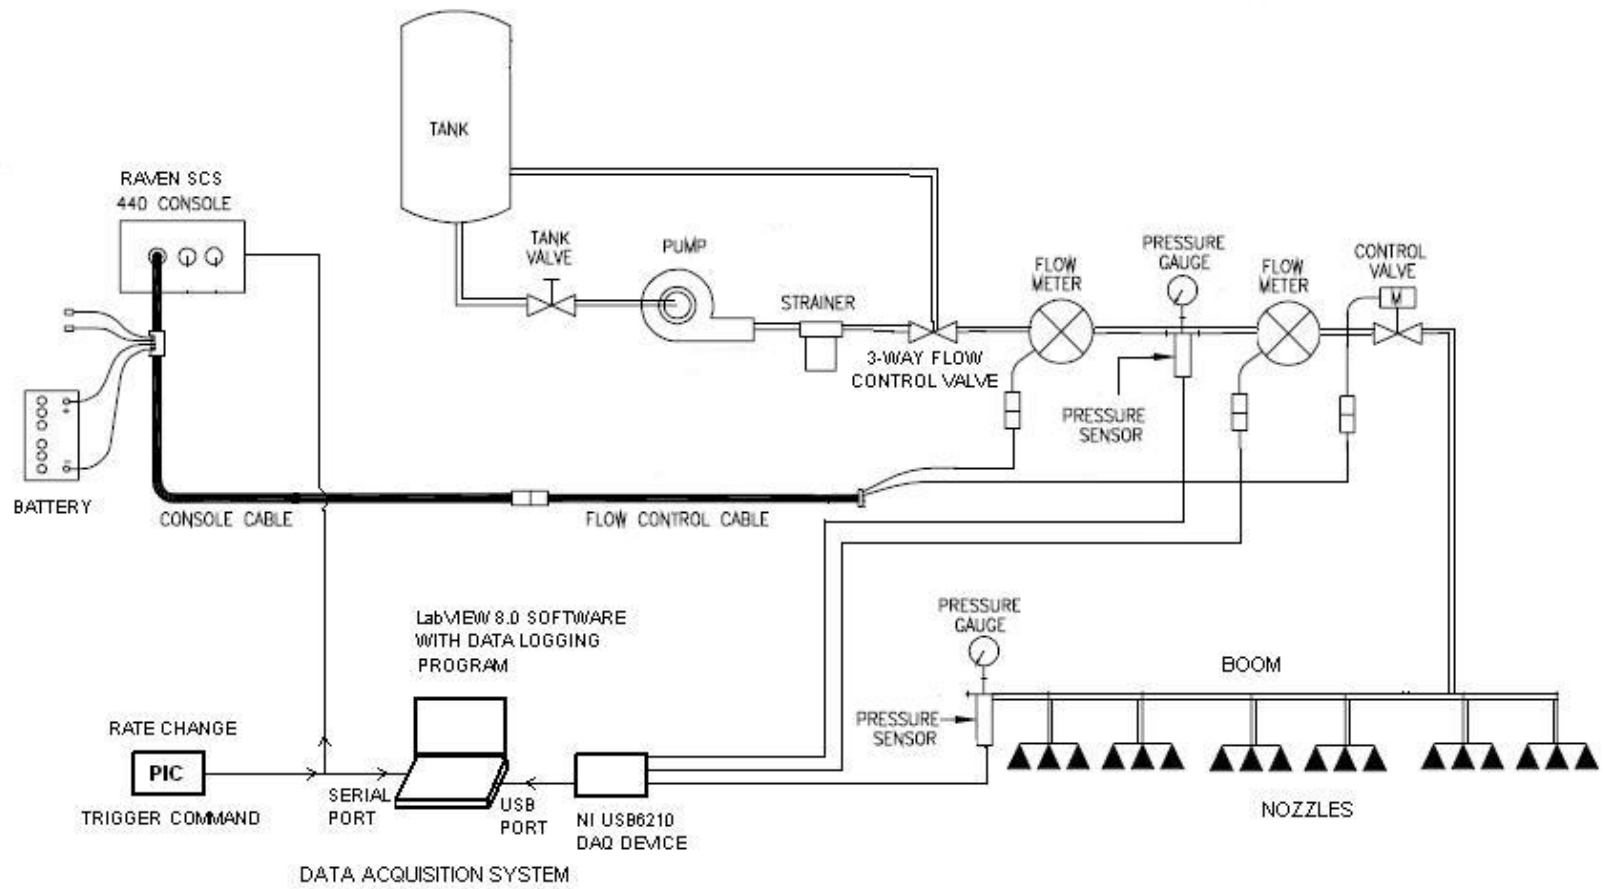 TANK
RAVEN SCS
440 CONSOLE
TANK
VALVE
PUMP
STRAINER
3-WAY FLOW
CONTROL VALVE
FLOW
METER
PRESSURE
GAUGE
FLOW
METER
CONTROL
VALVE
M
PRESSURE
SENSOR
+
-
BATTERY
CONSOLE CABLE
FLOW CONTROL CABLE
LabVIEW 8.0 SOFTWARE
WITH DATA LOGGING
PROGRAM
PRESSURE
GAUGE
BOOM
PRESSURE
SENSOR
NOZZLES
RATE CHANGE
PIC
TRIGGER COMMAND
SERIAL
PORT
USB
PORT
NI USB6210
DAQ DEVICE
DATA ACQUISITION SYSTEM